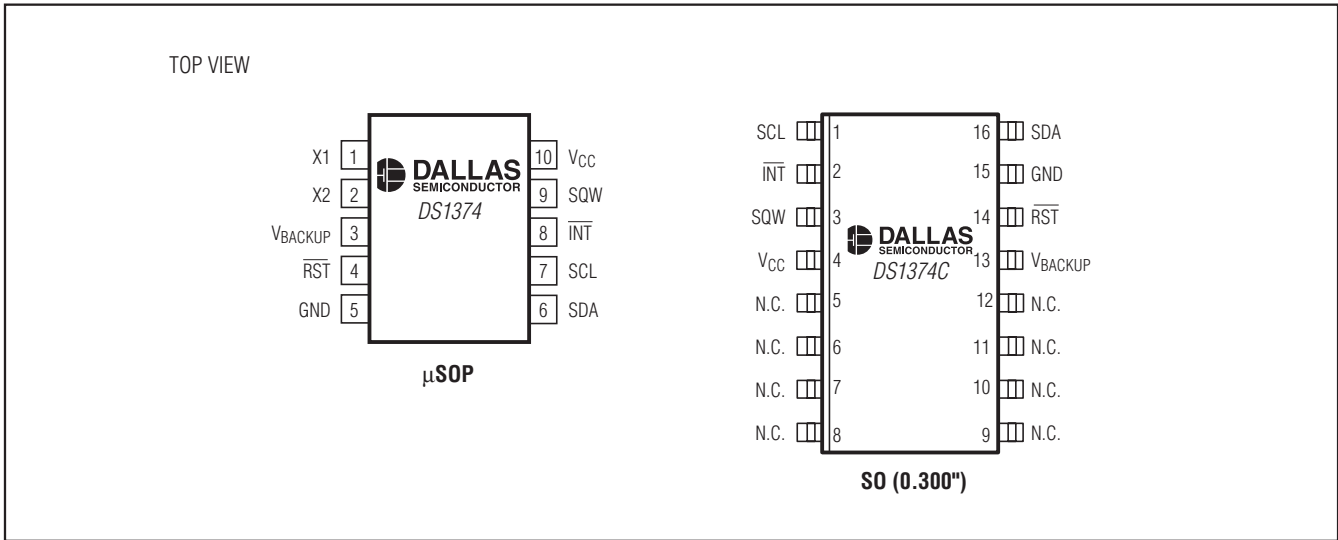 TOP VIEW
X1 1
X2 2
VBACKUP 3
RST 4
GND 5
DALLAS
SEMICONDUCTOR
DS1374
10 VCC
9 SQW
8 INT
7 SCL
6 SDA
μSOP
SCL 1
INT 2
SQW 3
VCC 4
N.C. 5
N.C. 6
N.C. 7
N.C. 8
DALLAS
SEMICONDUCTOR
DS1374C
16 SDA
15 GND
14 RST
13 VBACKUP
12 N.C.
11 N.C.
10 N.C.
9 N.C.
SO (0.300")